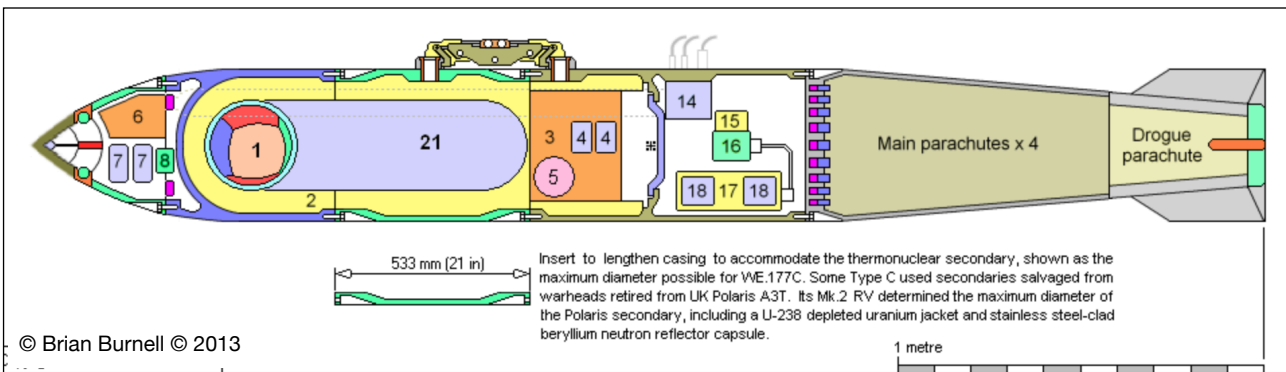 6
7 7 8
1
2
21
3
4 4
5
14
15
16
18 17 18
Main parachutes x 4
Drogue
parachute
533 mm (21 in)
Insert to lengthen casing to accommodate the thermonuclear secondary, shown as the
maximum diameter possible for WE.177C. Some Type C used secondaries salvaged from
warheads retired from UK Polaris A3T. Its Mk.2 RV determined the maximum diameter of
the Polaris secondary, including a U-238 depleted uranium jacket and stainless steel-clad
beryllium neutron reflector capsule.
© Brian Burnell © 2013
1 metre